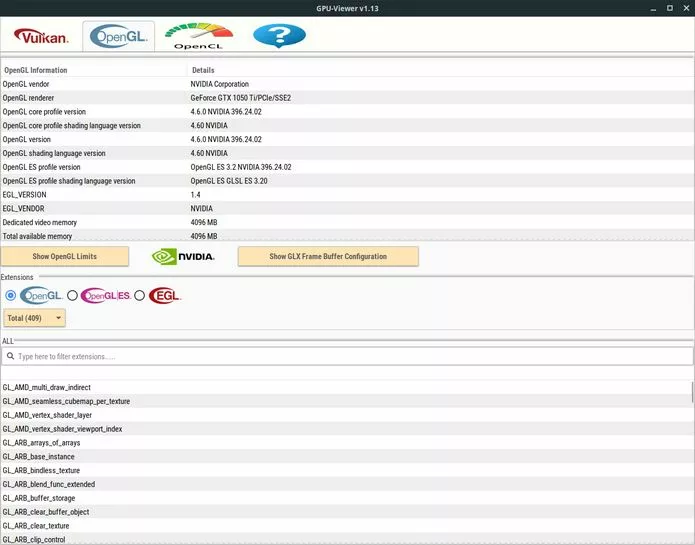 GPU-Viewer v1.13
Vulkan. OpenGL. OpenCL ?
OpenGL Information Details
OpenGL vendor NVIDIA Corporation
OpenGL renderer GeForce GTX 1050 Ti/PCIe/SSE2
OpenGL core profile version 4.6.0 NVIDIA 396.24.02
OpenGL core profile shading language version 4.60 NVIDIA
OpenGL version 4.6.0 NVIDIA 396.24.02
OpenGL shading language version 4.60 NVIDIA
OpenGL ES profile version OpenGL ES 3.2 NVIDIA 396.24.02
OpenGL ES profile shading language version OpenGL ES GLSL ES 3.20
EGL_VERSION 1.4
EGL_VENDOR NVIDIA
Dedicated video memory 4096 MB
Total available memory 4096 MB
Show OpenGL Limits NVIDIA. Show GLX Frame Buffer Configuration
Extensions
OpenGL. OpenGL|ES. EGL.
Total (409)
ALL
Type here to filter extensions.....
GL_AMD_multi_draw_indirect
GL_AMD_seamless_cubemap_per_texture
GL_AMD_vertex_shader_layer
GL_AMD_vertex_shader_viewport_index
GL_ARB_arrays_of_arrays
GL_ARB_base_instance
GL_ARB_bindless_texture
GL_ARB_blend_func_extended
GL_ARB_buffer_storage
GL_ARB_clear_buffer_object
GL_ARB_clear_texture
GL_ARB_clip_control